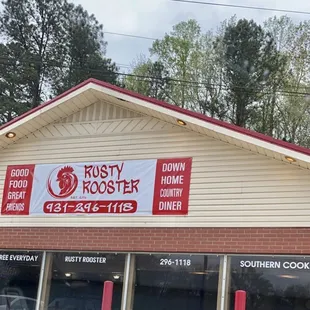 GOOD
FOOD
GREAT
FRIENDS
RUSTY
ROOSTER
931-296-1118
DOWN
HOME
COUNTRY
DINER
EE EVERYDAY
RUSTY ROOSTER
296-1118
SOUTHERN COOK